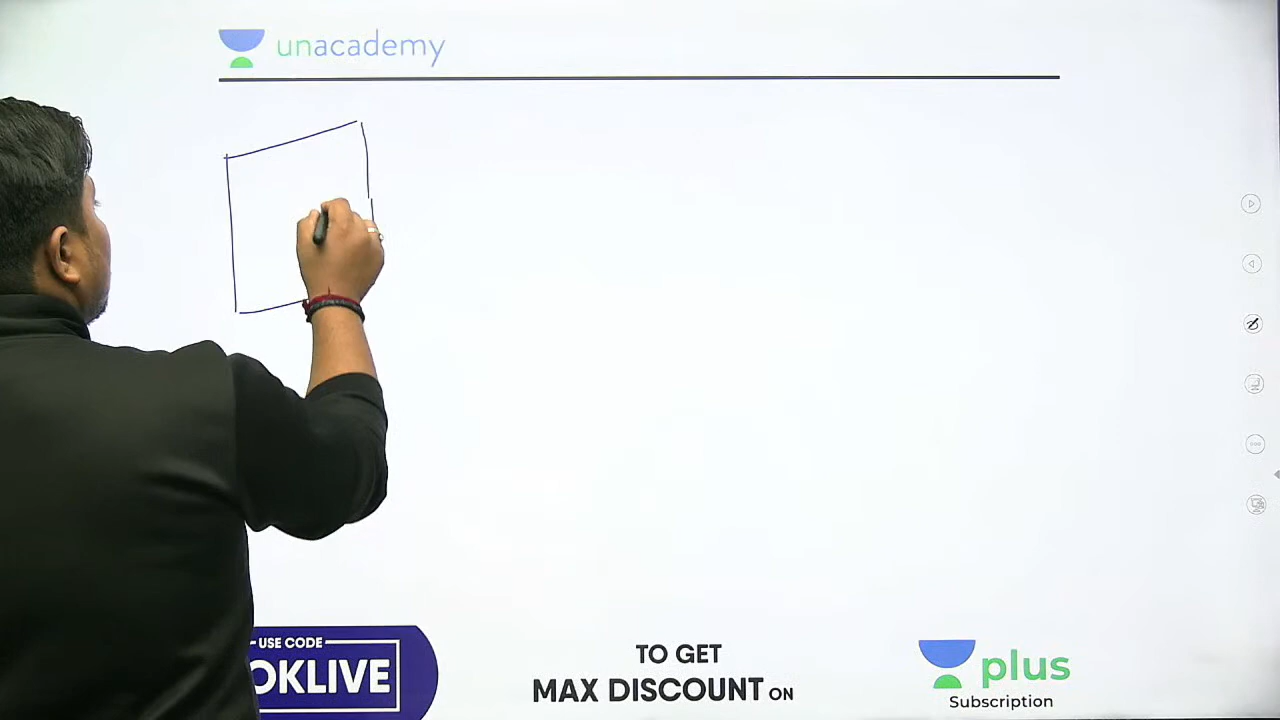 unacademy
USE CODE
OKLIVE
TO GET
MAX DISCOUNT ON
plus
Subscription